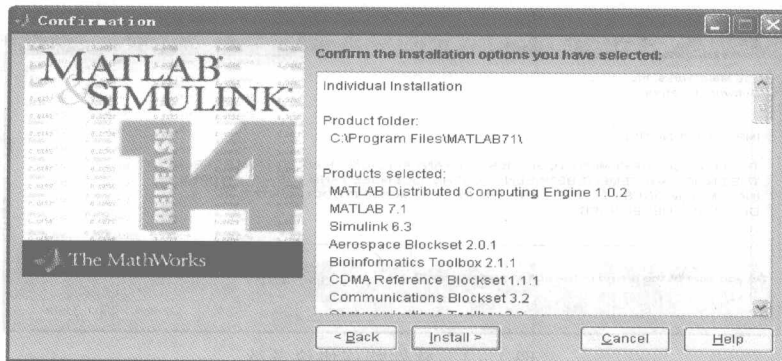 Confirmation
MATLAB®
& SIMULINK®
RELEASE 14
The MathWorks
Confirm the installation options you have selected:
Individual Installation
Product folder:
C:\Program Files\MATLAB71\
Products selected:
MATLAB Distributed Computing Engine 1.0.2
MATLAB 7.1
Simulink 6.3
Aerospace Blockset 2.0.1
Bioinformatics Toolbox 2.1.1
CDMA Reference Blockset 1.1.1
Communications Blockset 3.2
< Back
Install >
Cancel
Help